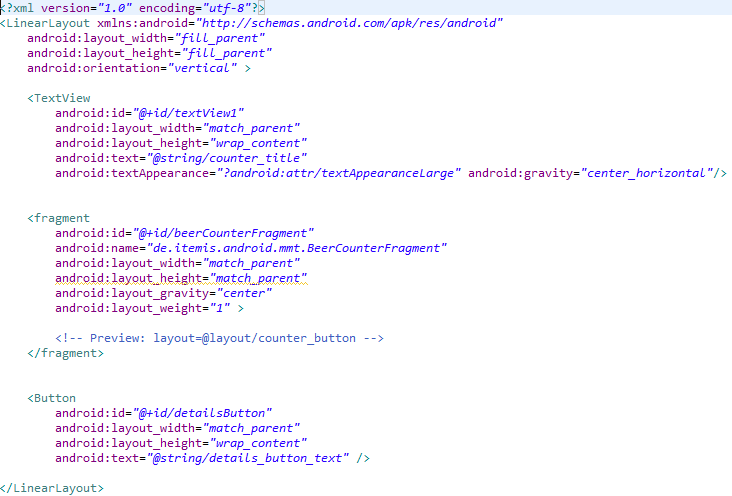 <?xml version="1.0" encoding="utf-8"?>
<LinearLayout xmlns:android="http://schemas.android.com/apk/res/android"
    android:layout_width="fill_parent"
    android:layout_height="fill_parent"
    android:orientation="vertical" >

    <TextView
        android:id="@+id/textView1"
        android:layout_width="match_parent"
        android:layout_height="wrap_content"
        android:text="@string/counter_title"
        android:textAppearance="?android:attr/textAppearanceLarge" android:gravity="center_horizontal"/>

    <fragment
        android:id="@+id/beerCounterFragment"
        android:name="de.itemis.android.mmt.BeerCounterFragment"
        android:layout_width="match_parent"
        android:layout_height="match_parent"
        android:layout_gravity="center"
        android:layout_weight="1" >

        <!-- Preview: layout=@layout/counter_button -->
    </fragment>

    <Button
        android:id="@+id/detailsButton"
        android:layout_width="match_parent"
        android:layout_height="wrap_content"
        android:text="@string/details_button_text" />

</LinearLayout>